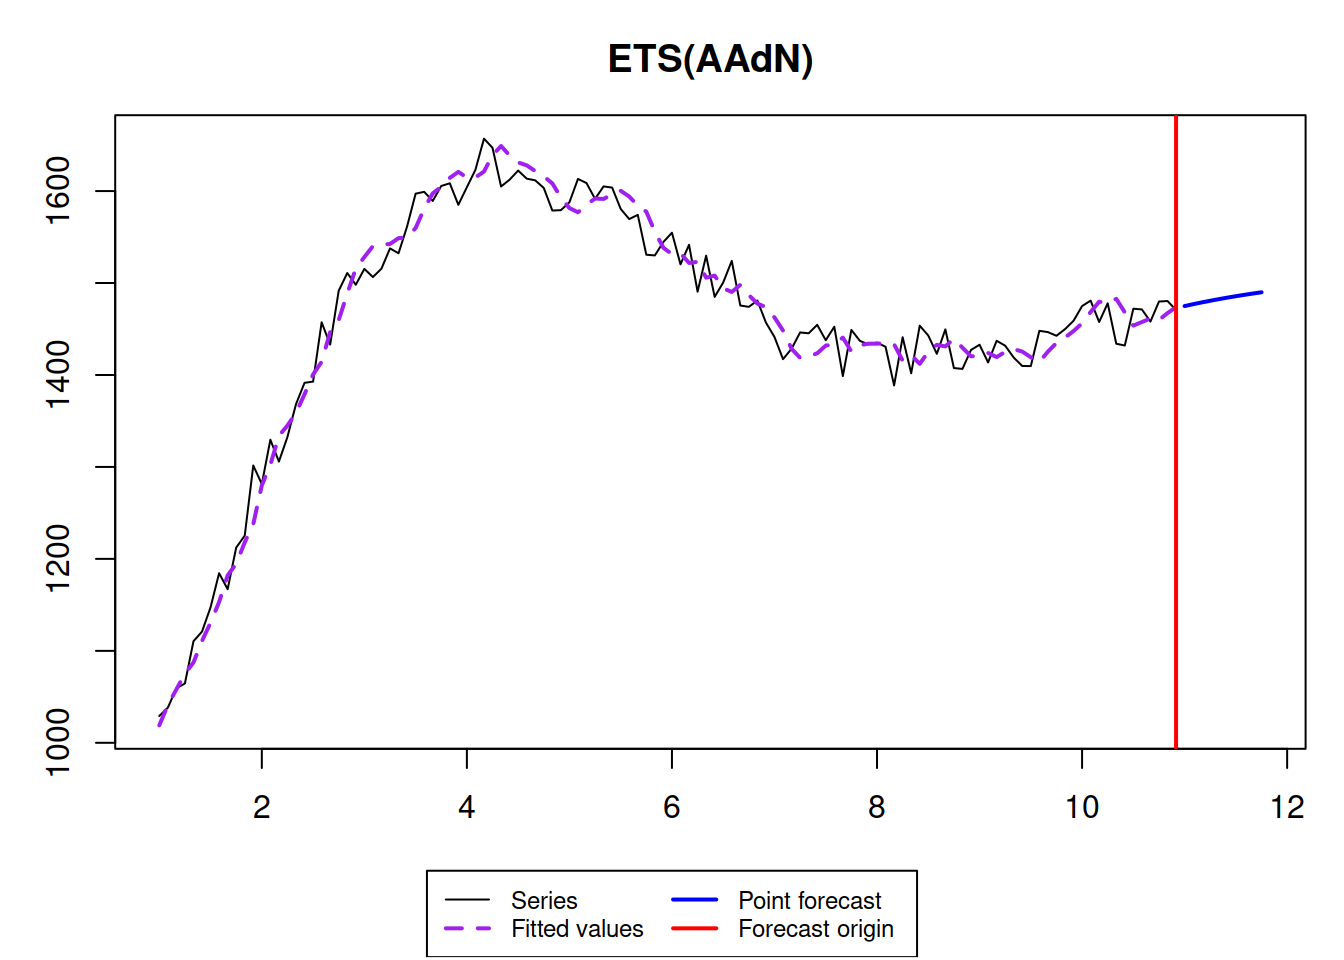 ETS(AAdN)
1600
1400
1200
1000
2 4 6 8 10 12
Series Point forecast
Fitted values Forecast origin